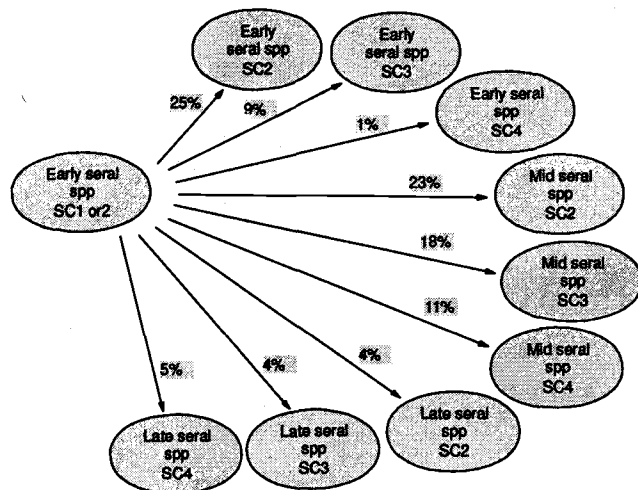 Early seral spp
SC2
Early
seral spp
SC3
Early seral
spp
SC4
25%
9%
1%
Early seral
spp
SC1 or2
23%
Mid seral
spp
SC2
18%
Mid seral
spp
SC3
11%
Mid seral
spp
SC4
5%
4%
4%
Late seral
spp
SC4
Late seral
spp
SC3
Late seral
spp
SC2